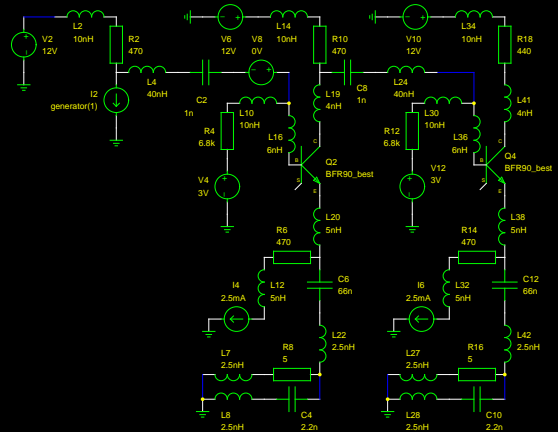 L2
10nH
V2
12V
R2
470
I2
generator(1)
L4
40nH
C2
1n
V6
12V
V8
0V
L14
10nH
R10
470
L10
10nH
R4
6.8k
V4
3V
L16
6nH
L19
4nH
C
B
S
E
Q2
BFR90_best
L20
5nH
R6
470
L12
5nH
I4
2.5mA
C6
66n
L22
2.5nH
L7
2.5nH
R8
5
L8
2.5nH
C4
2.2n
C8
1n
V10
12V
L34
10nH
R18
440
L24
40nH
L30
10nH
R12
6.8k
V12
3V
L36
6nH
L41
4nH
C
B
S
E
Q4
BFR90_best
L38
5nH
R14
470
L32
5nH
I6
2.5mA
C12
66n
L42
2.5nH
L27
2.5nH
R16
5
L28
2.5nH
C10
2.2n